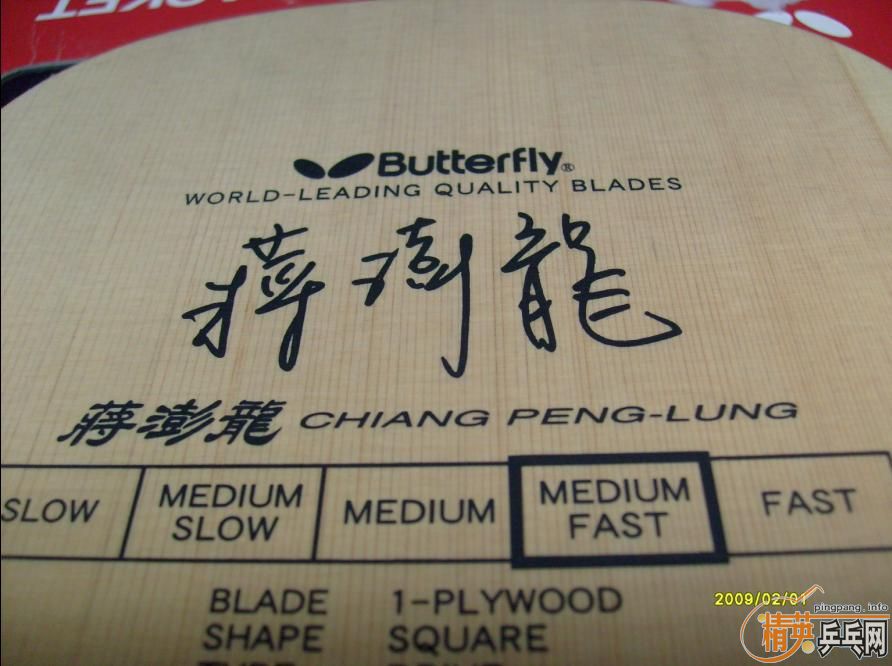 Butterfly®
WORLD-LEADING QUALITY BLADES
蒋澎龍
蔣澎龍 CHIANG PENG-LUNG
SLOW MEDIUM SLOW MEDIUM MEDIUM FAST FAST
BLADE 1-PLYWOOD
SHAPE SQUARE
2009/02/01
pingpang.info
精英乒乓网